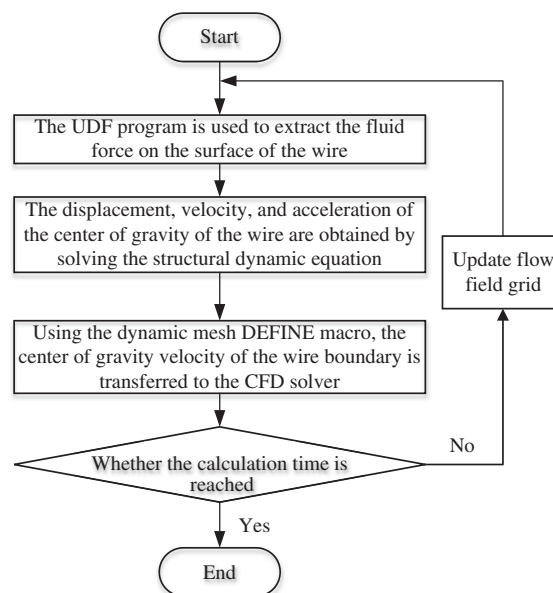 Start
The UDF program is used to extract the fluid
force on the surface of the wire
The displacement, velocity, and acceleration of
the center of gravity of the wire are obtained by
solving the structural dynamic equation
Update flow
field grid
Using the dynamic mesh DEFINE macro, the
center of gravity velocity of the wire boundary is
transferred to the CFD solver
No
Whether the calculation time is
reached
Yes
End